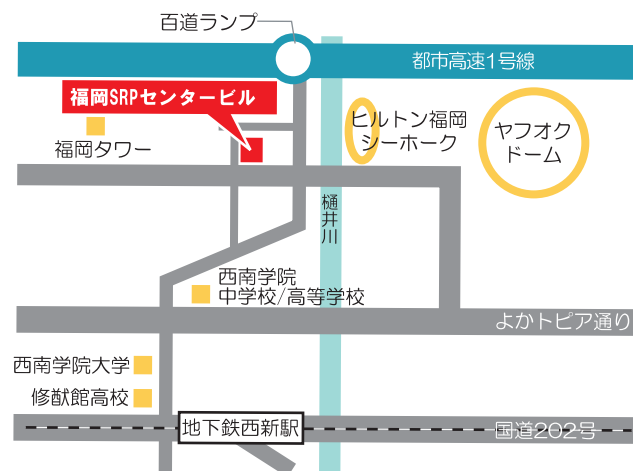 百道ランプ
都市高速1号線
福岡SRPセンタービル
福岡タワー
ヒルトン福岡
シーホーク
ヤフオク
ドーム
樋井川
西南学院
中学校/高等学校
よかトピア通り
西南学院大学
修猷館高校
地下鉄西新駅
国道202号